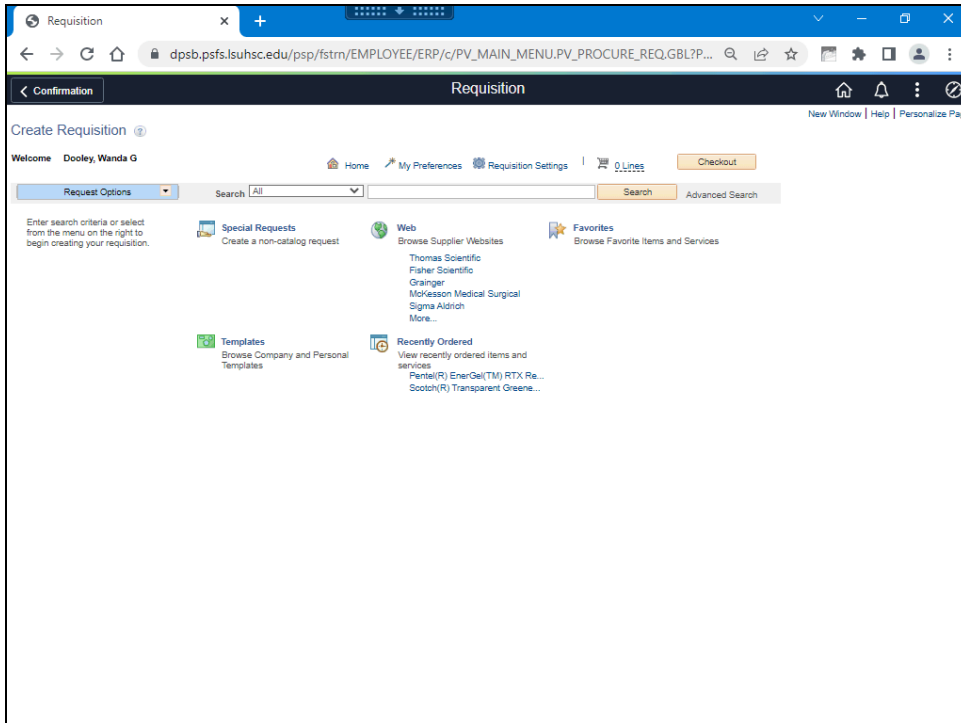 Requisition
dpsb.psfs.lsuhsc.edu/psp/fstrn/EMPLOYEE/ERP/c/PV_MAIN_MENU.PV_PROCURE_REQ.GBL?P...
Confirmation
Requisition
New Window | Help | Personalize Pa
Create Requisition
Welcome Dooley, Wanda G
Home My Preferences Requisition Settings | 0 Lines Checkout
Request Options Search All Search Advanced Search
Enter search criteria or select
from the menu on the right to
begin creating your requisition.
Special Requests
Create a non-catalog request
Web
Browse Supplier Websites
Thomas Scientific
Fisher Scientific
Grainger
McKesson Medical Surgical
Sigma Aldrich
More...
Favorites
Browse Favorite Items and Services
Templates
Browse Company and Personal
Templates
Recently Ordered
View recently ordered items and
services
Pentel(R) EnerGel(TM) RTX Re...
Scotch(R) Transparent Greene...